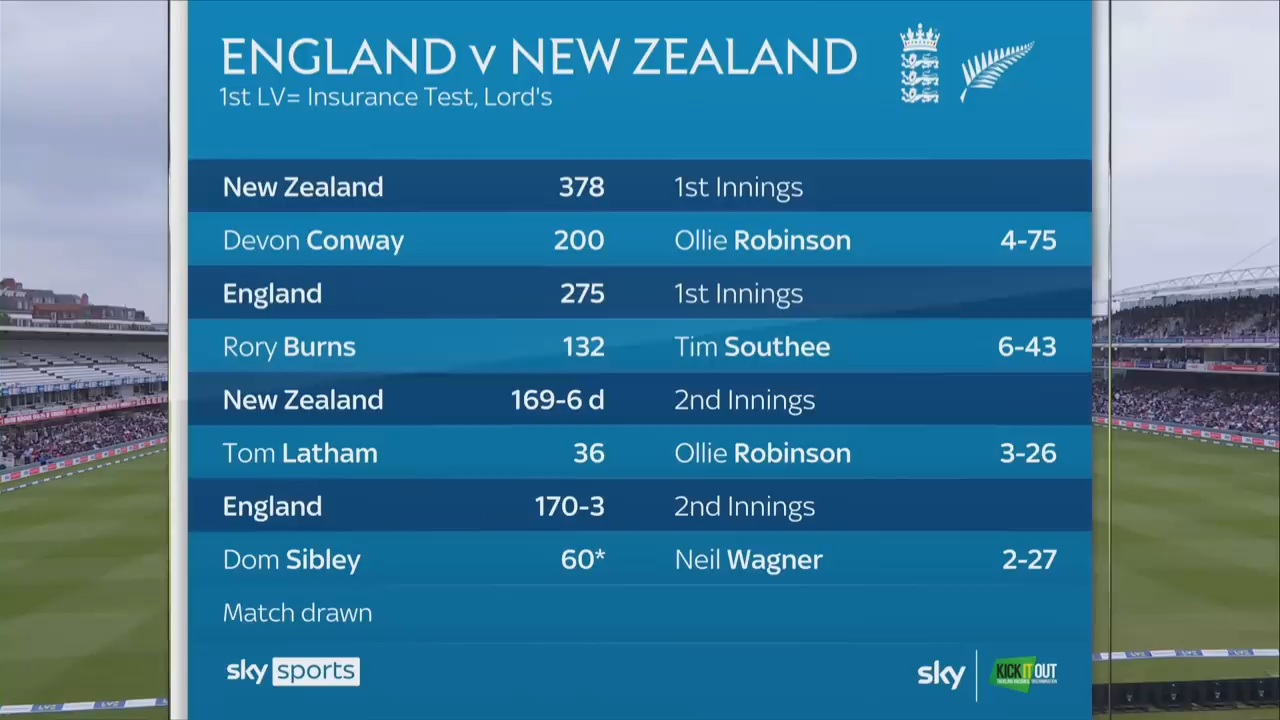 ENGLAND v NEW ZEALAND
1st LV= Insurance Test, Lord's
New Zealand 378 1st Innings
Devon Conway 200 Ollie Robinson 4-75
England 275 1st Innings
Rory Burns 132 Tim Southee 6-43
New Zealand 169-6 d 2nd Innings
Tom Latham 36 Ollie Robinson 3-26
England 170-3 2nd Innings
Dom Sibley 60* Neil Wagner 2-27
Match drawn
sky sports sky KICK IT OUT